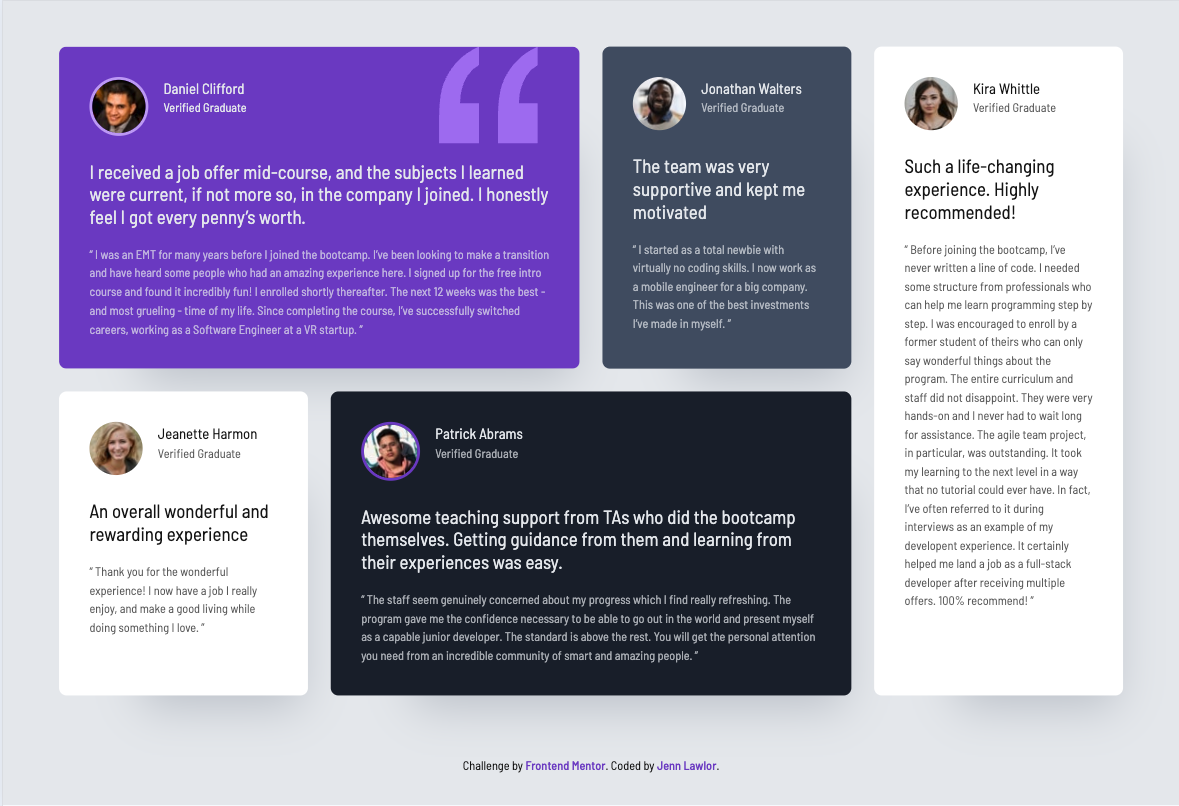 Daniel Clifford
Verified Graduate
I received a job offer mid-course, and the subjects I learned
were current, if not more so, in the company I joined. I honestly
feel I got every penny’s worth.
“ I was an EMT for many years before I joined the bootcamp. I’ve been looking to make a transition
and have heard some people who had an amazing experience here. I signed up for the free intro
course and found it incredibly fun! I enrolled shortly thereafter. The next 12 weeks was the best -
and most grueling - time of my life. Since completing the course, I’ve successfully switched
careers, working as a Software Engineer at a VR startup. ”
Jonathan Walters
Verified Graduate
The team was very
supportive and kept me
motivated
“ I started as a total newbie with
virtually no coding skills. I now work as
a mobile engineer for a big company.
This was one of the best investments
I’ve made in myself. ”
Kira Whittle
Verified Graduate
Such a life-changing
experience. Highly
recommended!
“ Before joining the bootcamp, I’ve
never written a line of code. I needed
some structure from professionals who
can help me learn programming step by
step. I was encouraged to enroll by a
former student of theirs who can only
say wonderful things about the
program. The entire curriculum and
staff did not disappoint. They were very
hands-on and I never had to wait long
for assistance. The agile team project,
in particular, was outstanding. It took
my learning to the next level in a way
that no tutorial could ever have. In fact,
I’ve often referred to it during
interviews as an example of my
developent experience. It certainly
helped me land a job as a full-stack
developer after receiving multiple
offers. 100% recommend! ”
Jeanette Harmon
Verified Graduate
An overall wonderful and
rewarding experience
“ Thank you for the wonderful
experience! I now have a job I really
enjoy, and make a good living while
doing something I love. ”
Patrick Abrams
Verified Graduate
Awesome teaching support from TAs who did the bootcamp
themselves. Getting guidance from them and learning from
their experiences was easy.
“ The staff seem genuinely concerned about my progress which I find really refreshing. The
program gave me the confidence necessary to be able to go out in the world and present myself
as a capable junior developer. The standard is above the rest. You will get the personal attention
you need from an incredible community of smart and amazing people. ”
Challenge by Frontend Mentor. Coded by Jenn Lawlor.